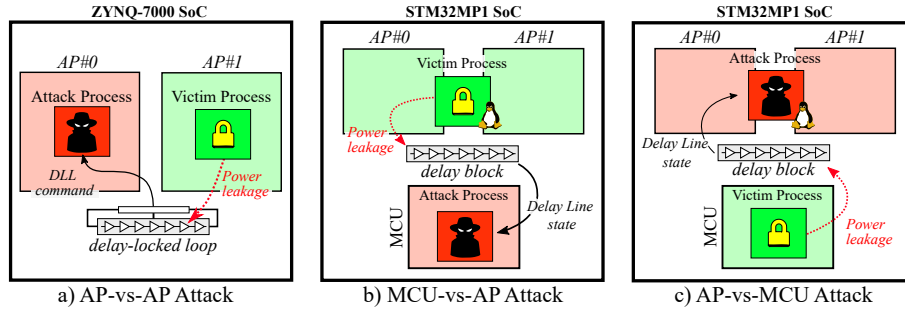 ZYNQ-7000 SoC
AP#0
AP#1
Attack Process
Victim Process
DLL
command
Power
leakage
delay-locked loop
a) AP-vs-AP Attack
STM32MP1 SoC
AP#0
AP#1
Victim Process
Power
leakage
delay block
Attack Process
MCU
Delay Line
state
b) MCU-vs-AP Attack
STM32MP1 SoC
AP#0
AP#1
Attack Process
Delay Line
state
delay block
Victim Process
MCU
Power
leakage
c) AP-vs-MCU Attack